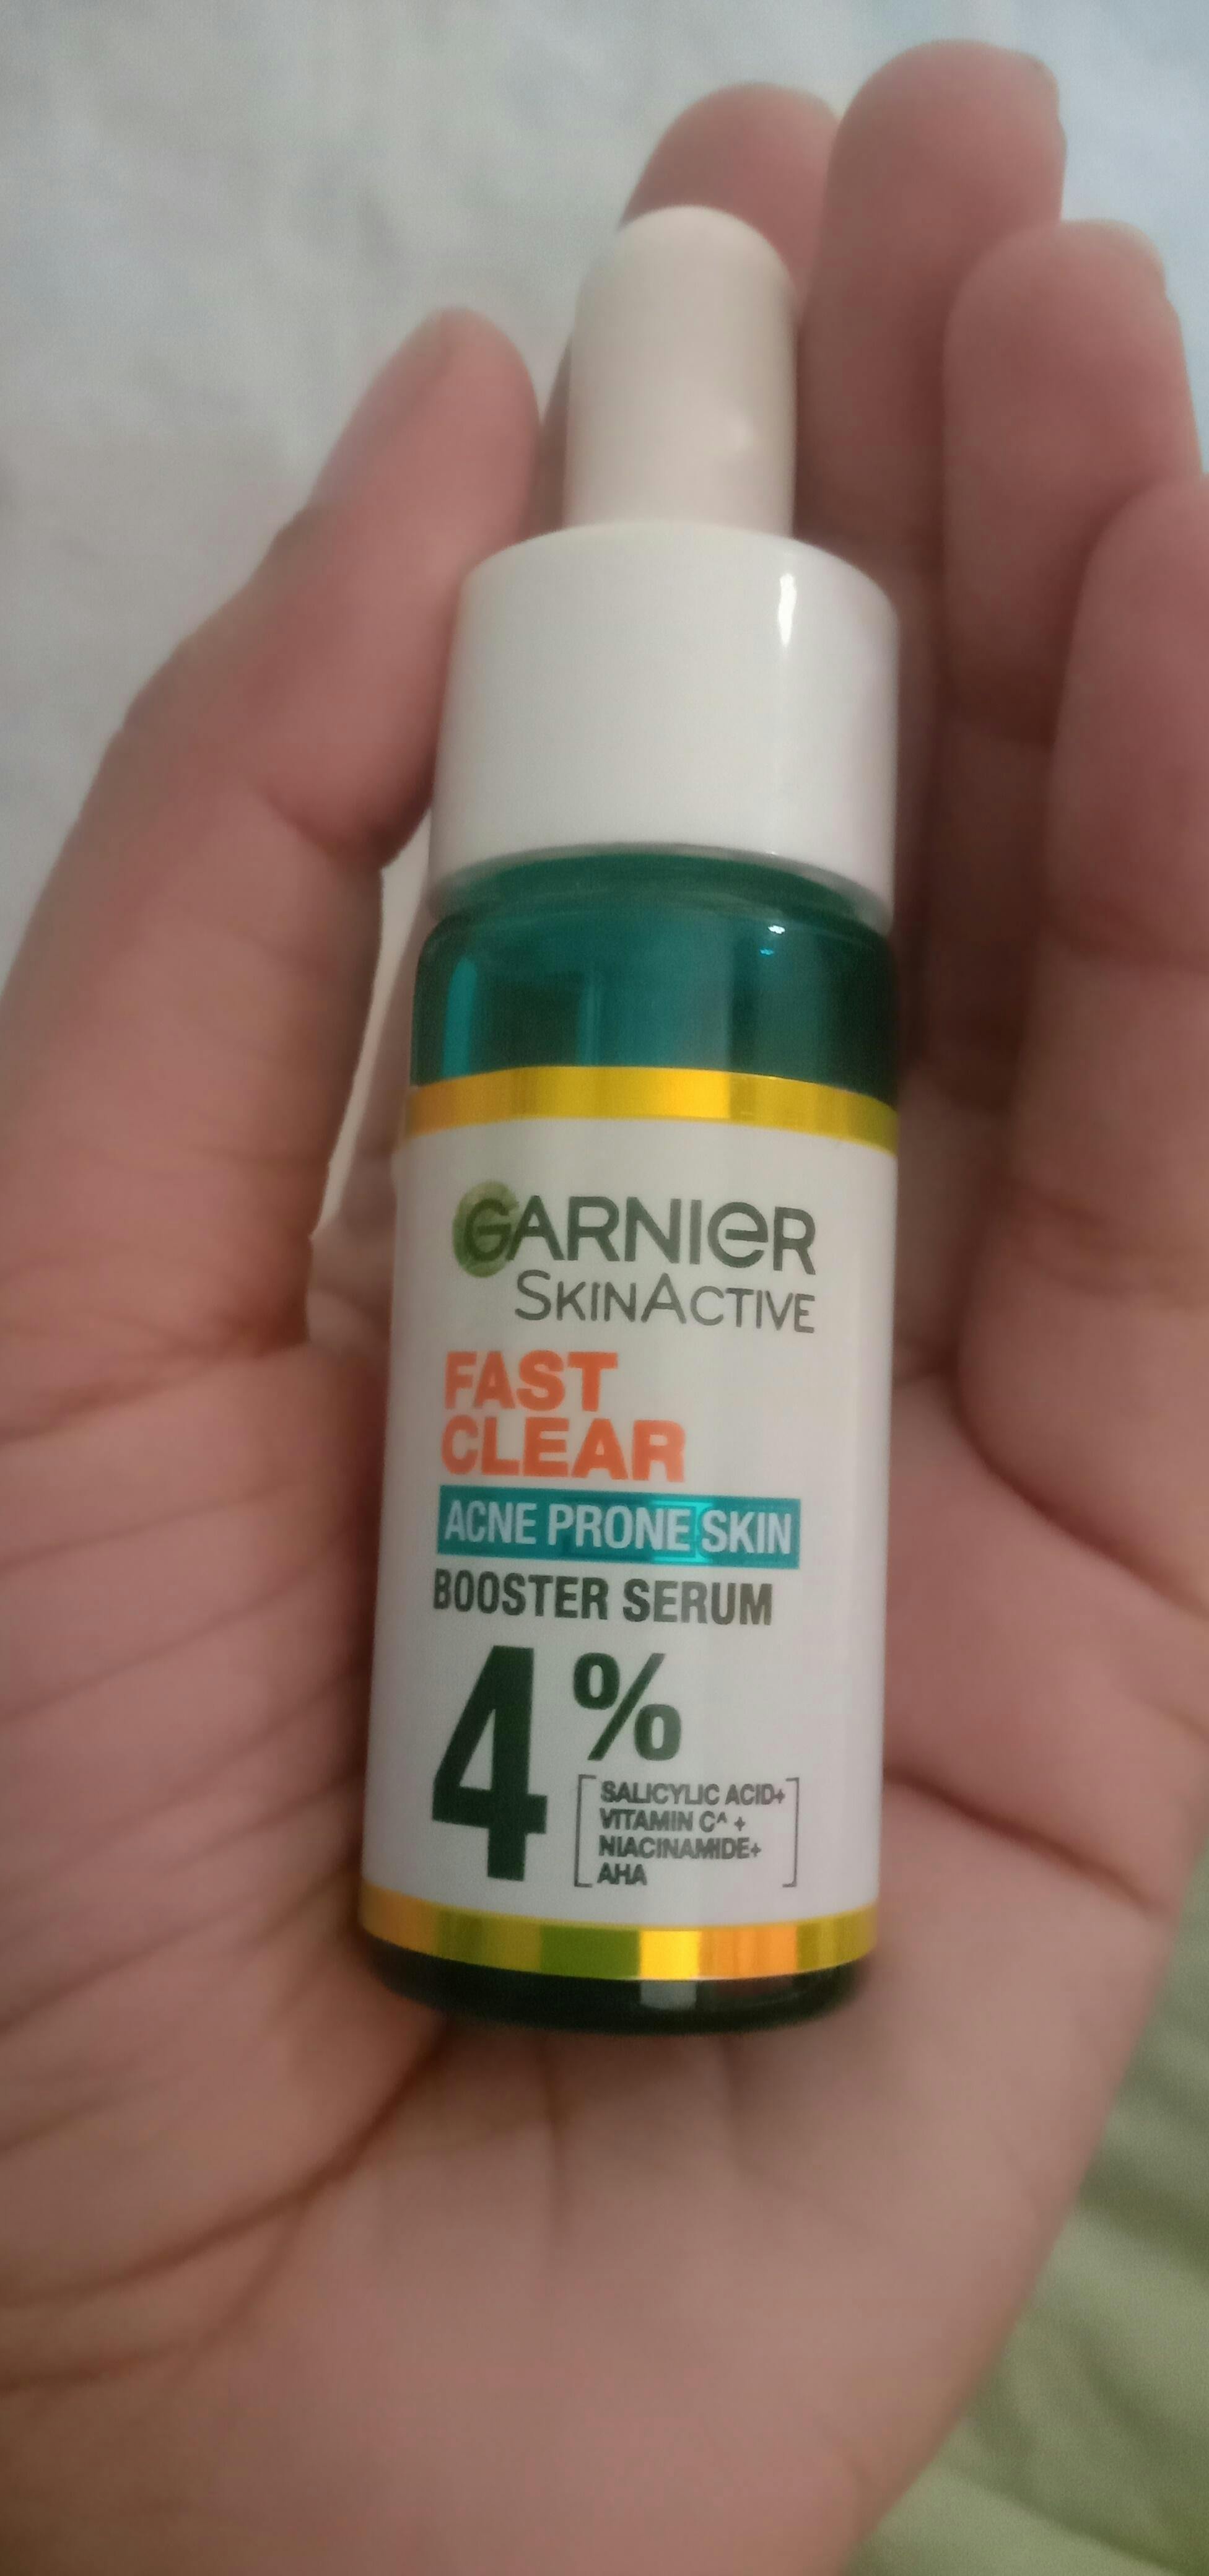 GARNIER
SKINACTIVE
FAST
CLEAR
ACNE PRONE SKIN
BOOSTER SERUM
4%
[SALICYLIC ACID+
VITAMIN C^ +
NIACINAMIDE+
AHA]